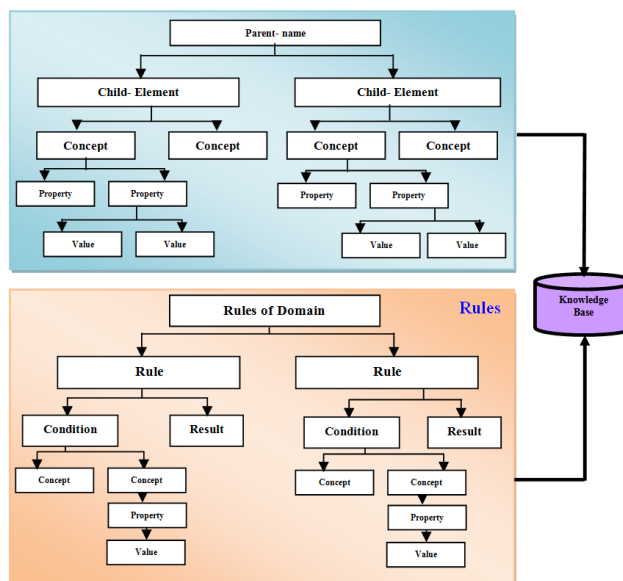 Parent- name
Child- Element
Child- Element
Concept
Concept
Concept
Concept
Property
Property
Property
Property
Value
Value
Value
Value
Knowledge
Base
Rules of Domain
Rules
Rule
Rule
Condition
Result
Condition
Result
Concept
Concept
Concept
Concept
Property
Property
Value
Value